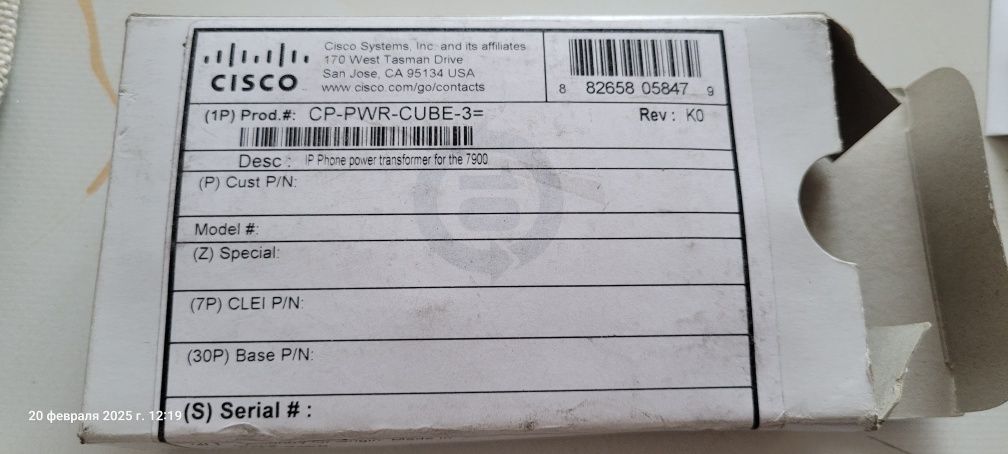 CISCO
Cisco Systems, Inc. and its affiliates
170 West Tasman Drive
San Jose, CA 95134 USA
www.cisco.com/go/contacts
8 82658 05847 9
(1P) Prod.#: CP-PWR-CUBE-3=
Rev : K0
Desc : IP Phone power transformer for the 7900
(P) Cust P/N:
Model #:
(Z) Special:
(7P) CLEI P/N:
(30P) Base P/N:
(S) Serial # :
20 февраля 2025 г. 12:19